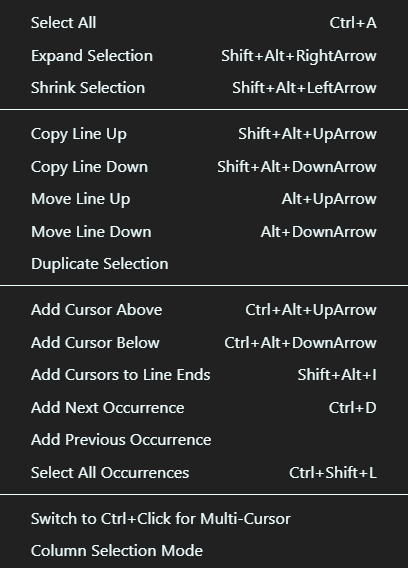 Select All Ctrl+A
Expand Selection Shift+Alt+RightArrow
Shrink Selection Shift+Alt+LeftArrow
Copy Line Up Shift+Alt+UpArrow
Copy Line Down Shift+Alt+DownArrow
Move Line Up Alt+UpArrow
Move Line Down Alt+DownArrow
Duplicate Selection
Add Cursor Above Ctrl+Alt+UpArrow
Add Cursor Below Ctrl+Alt+DownArrow
Add Cursors to Line Ends Shift+Alt+I
Add Next Occurrence Ctrl+D
Add Previous Occurrence
Select All Occurrences Ctrl+Shift+L
Switch to Ctrl+Click for Multi-Cursor
Column Selection Mode